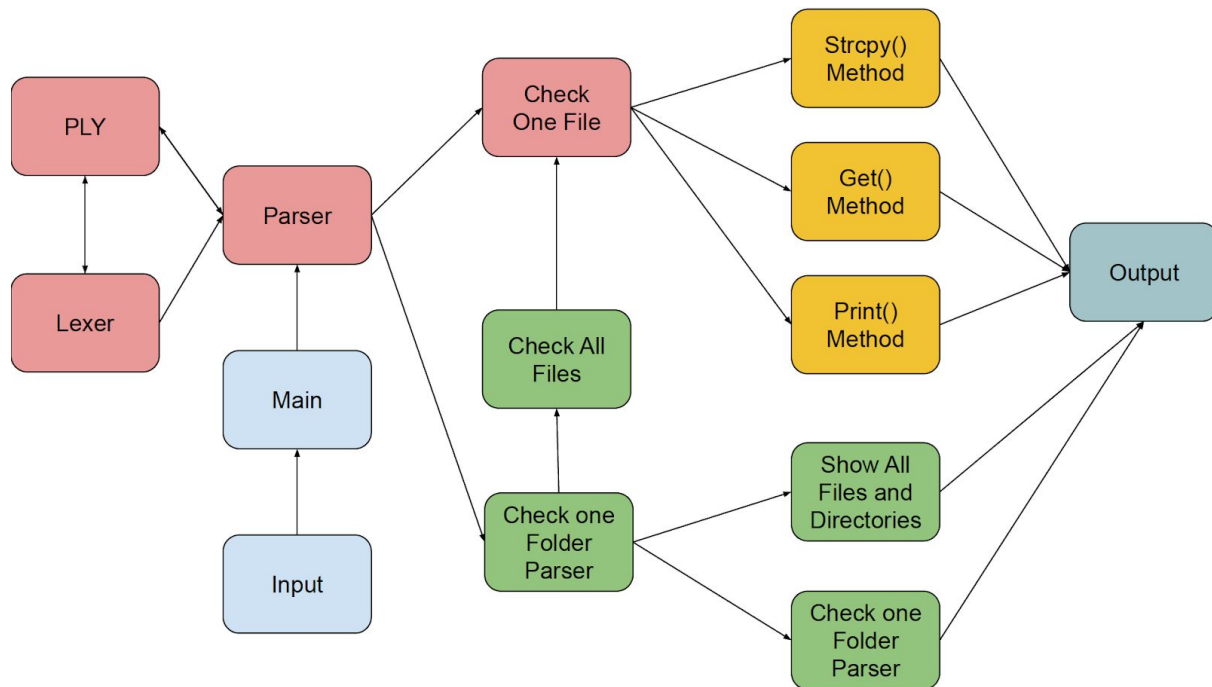 PLY
Lexer
Parser
Main
Input
Check
One File
Check All
Files
Check one
Folder
Parser
Strcpy()
Method
Get()
Method
Print()
Method
Show All
Files and
Directories
Check one
Folder
Parser
Output